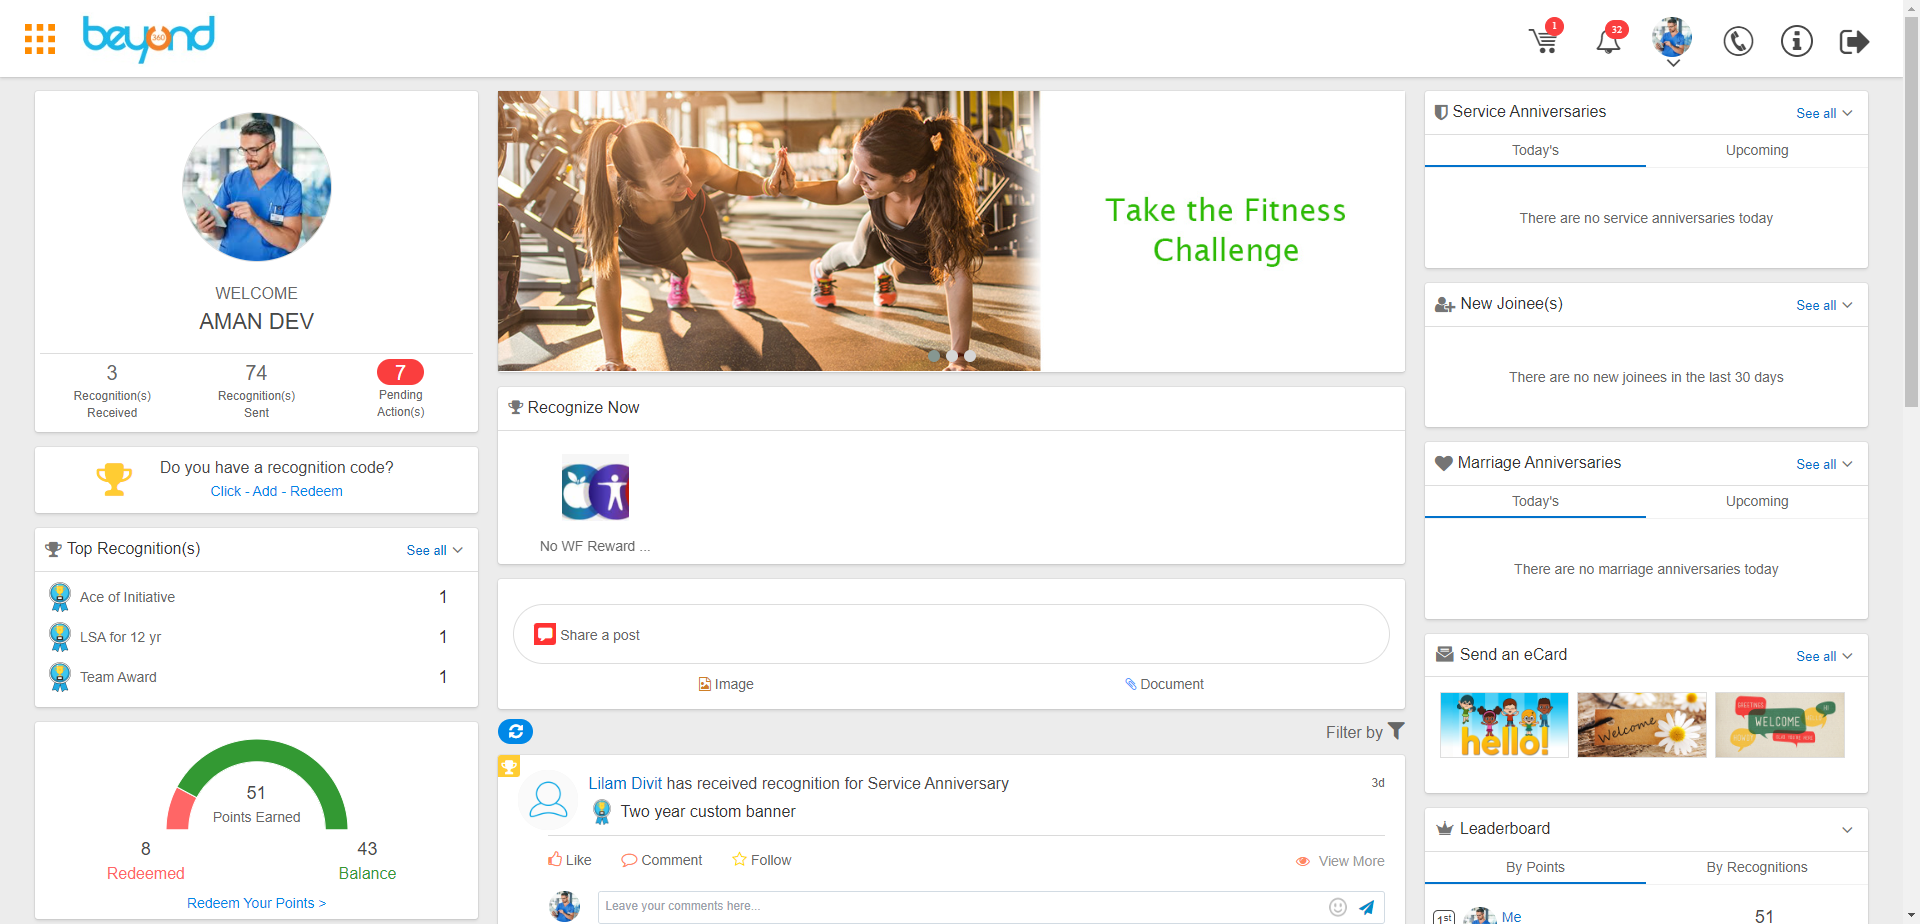 beyond
360
1
32
WELCOME
AMAN DEV
3
Recognition(s)
Received
74
Recognition(s)
Sent
7
Pending
Action(s)
Do you have a recognition code?
Click - Add - Redeem
Top Recognition(s)
See all
Ace of Initiative 1
LSA for 12 yr 1
Team Award 1
51
Points Earned
8
Redeemed
43
Balance
Redeem Your Points >
Take the Fitness
Challenge
Recognize Now
No WF Reward ...
Share a post
Image
Document
Filter by
Lilam Divit has received recognition for Service Anniversary
3d
Two year custom banner
Like
Comment
Follow
View More
Leave your comments here...
Service Anniversaries
See all
Today's
Upcoming
There are no service anniversaries today
New Joinee(s)
See all
There are no new joinees in the last 30 days
Marriage Anniversaries
See all
Today's
Upcoming
There are no marriage anniversaries today
Send an eCard
See all
hello!
Welcome
GREETINGS
WELCOME
HI
Leaderboard
By Points
By Recognitions
1st
Me
51